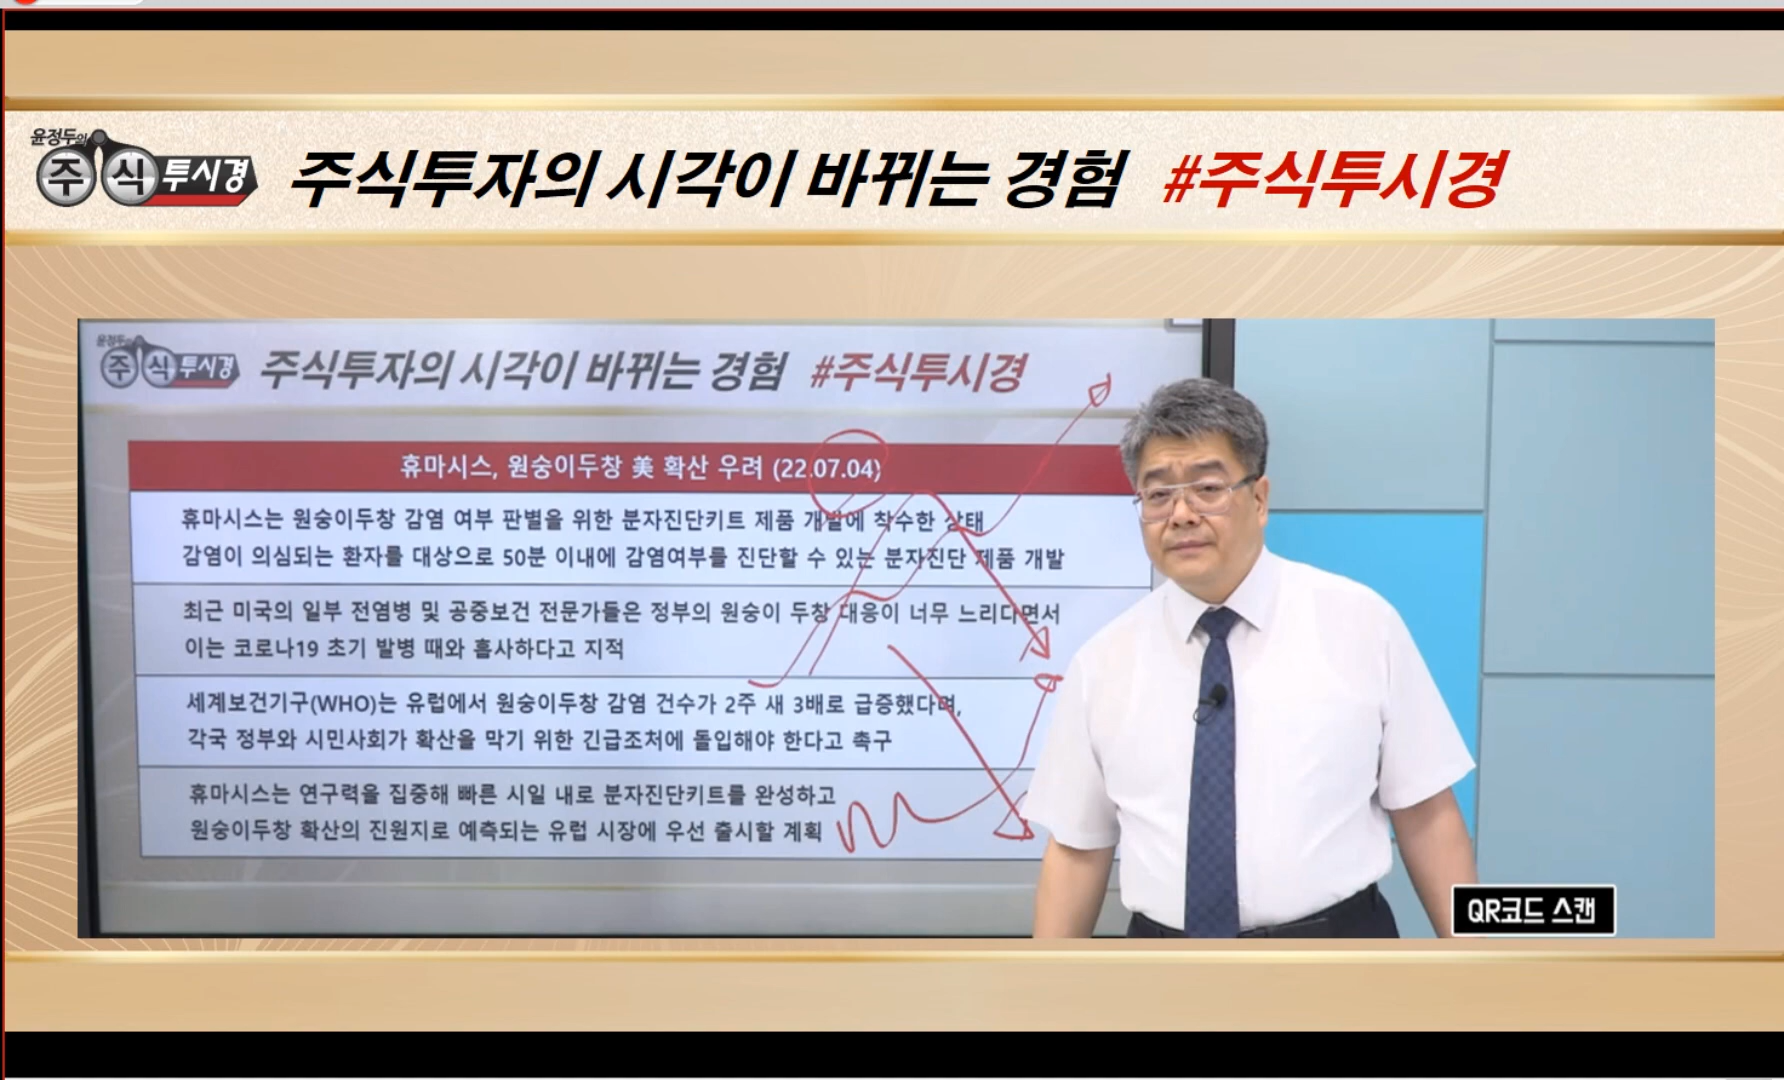 윤정두의
주식투시경
주식투자의 시각이 바뀌는 경험 #주식투시경
윤정두의
주식투시경
주식투자의 시각이 바뀌는 경험 #주식투시경
휴마시스, 원숭이두창 美 확산 우려 (22.07.04)
휴마시스는 원숭이두창 감염 여부 판별을 위한 분자진단키트 제품 개발에 착수한 상태
감염이 의심되는 환자를 대상으로 50분 이내에 감염여부를 진단할 수 있는 분자진단 제품 개발
최근 미국의 일부 전염병 및 공중보건 전문가들은 정부의 원숭이 두창 대응이 너무 느리다면서
이는 코로나19 초기 발병 때와 흡사하다고 지적
세계보건기구(WHO)는 유럽에서 원숭이두창 감염 건수가 2주 새 3배로 급증했다며,
각국 정부와 시민사회가 확산을 막기 위한 긴급조처에 돌입해야 한다고 촉구
휴마시스는 연구력을 집중해 빠른 시일 내로 분자진단키트를 완성하고
원숭이두창 확산의 진원지로 예측되는 유럽 시장에 우선 출시할 계획
QR코드 스캔